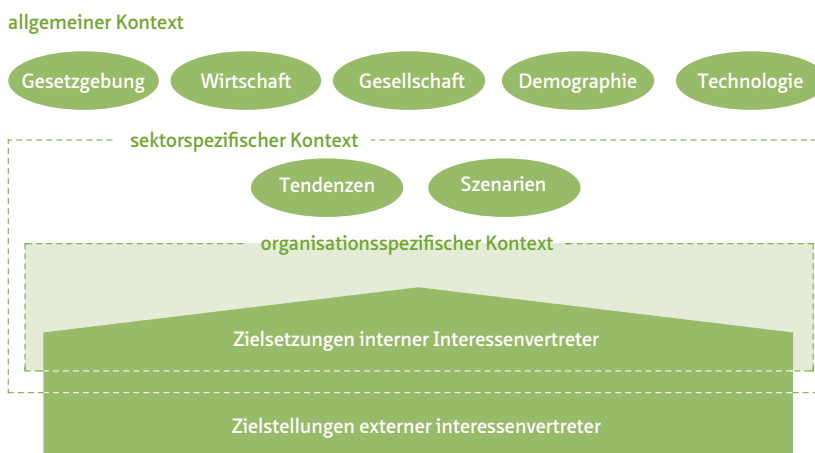 allgemeiner Kontext
Gesetzgebung Wirtschaft Gesellschaft Demographie Technologie
sektorspezifischer Kontext
Tendenzen Szenarien
organisationsspezifischer Kontext
Zielsetzungen interner Interessenvertreter
Zielstellungen externer interessenvertreter